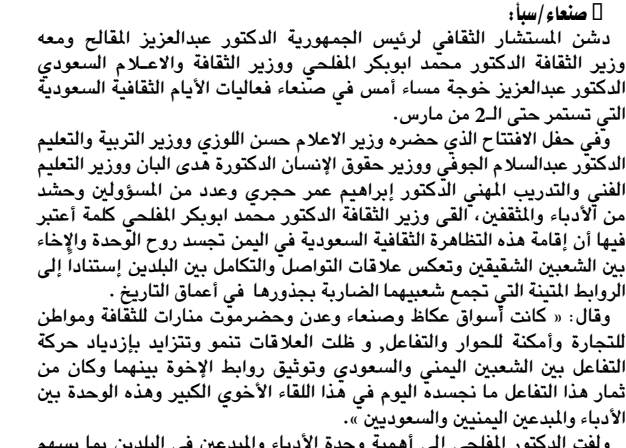 صنعاء/سبأ:
دشن المستشار الثقافي لرئيس الجمهورية الدكتور عبدالعزيز المقالح ومعه
وزير الثقافة الدكتور محمد ابوبكر المفلحي ووزير الثقافة والاعـلام السعودي
الدكتور عبدالعزيز خوجة مساء أمس في صنعاء فعاليات الأيام الثقافية السعودية
التي تستمر حتى الـ2 من مارس.
وفي حفل الافتتاح الذي حضره وزير الاعلام حسن اللوزي ووزير التربية والتعليم
الدكتور عبدالسلام الجوفي ووزير حقوق الإنسان الدكتورة هدى البان ووزير التعليم
الفني والتدريب المهني الدكتور إبراهيم عمر حجري وعدد من المسؤولين وحشد
من الأدباء والمثقفين، القى وزير الثقافة الدكتور محمد ابوبكر المفلحي كلمة أعتبر
فيها أن إقامة هذه التظاهرة الثقافية السعودية في اليمن تجسد روح الوحدة والإخاء
بين الشعبين الشقيقين وتعكس علاقات التواصل والتكامل بين البلدين إستناداً إلى
الروابط المتينة التي تجمع شعبيهما الضاربة بجذورها في أعماق التاريخ .
وقال: « كانت أسواق عكاظ وصنعاء وعدن وحضرموت منارات للثقافة ومواطن
للتجارة وأمكنة للحوار والتفاعل, و ظلت العلاقات تنمو وتتزايد بإزدياد حركة
التفاعل بين الشعبين اليمني والسعودي وتوثيق روابط الإخوة بينهما وكان من
ثمار هذا التفاعل ما نجسده اليوم في هذا اللقاء الأخوي الكبير وهذه الوحدة بين
الأدباء والمبدعين اليمنيين والسعوديين ».
ولفت الدكتور المفلحي إلى أهمية وحدة الأدباء والمبدعين في البلدين بما يسهم